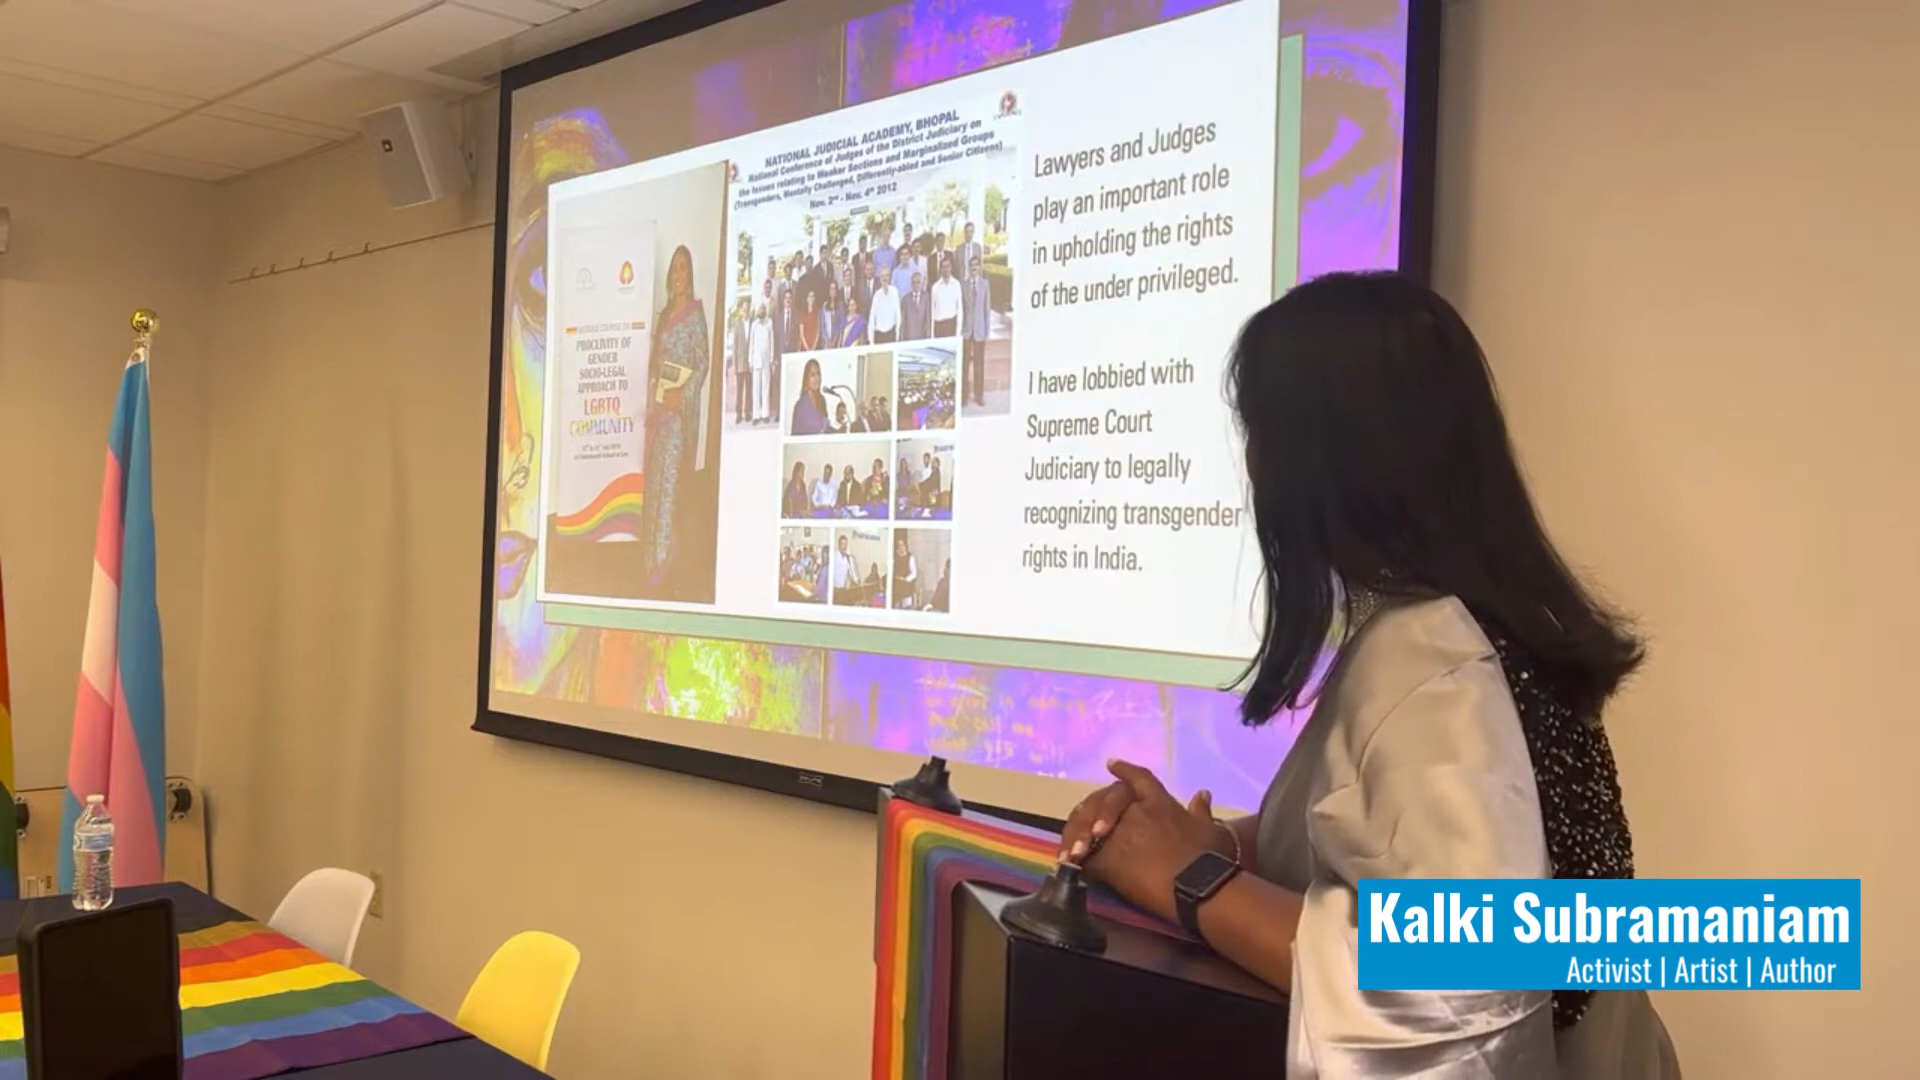 NATIONAL JUDICIAL ACADEMY, BHOPAL
National Conference of Judges of the District Judiciary on
the Issues relating to Weaker Sections and Marginalized Groups
(Transgenders, Mentally Challenged, Differently-abled and Senior Citizens)
Nov. 2nd - Nov. 4th 2012
PROCLIVITY OF
GENDER
SOCIO-LEGAL
APPROACH TO
LGBTQ
COMMUNITY
Lawyers and Judges
play an important role
in upholding the rights
of the under privileged.
I have lobbied with
Supreme Court
Judiciary to legally
recognizing transgender
rights in India.
Kalki Subramaniam
Activist | Artist | Author